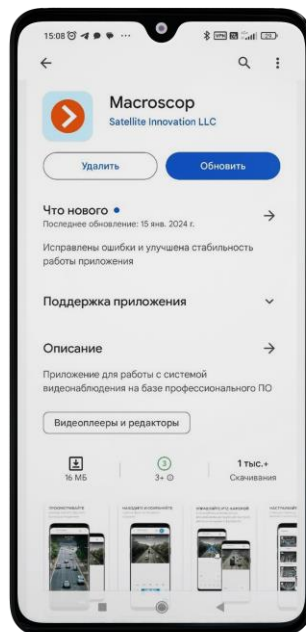 15:08
Macroscop
Satellite Innovation LLC
Удалить
Обновить
Что нового
Последнее обновление: 15 янв. 2024 г.
Исправлены ошибки и улучшена стабильность
работы приложения
Поддержка приложения
Описание
Приложение для работы с системой
видеонаблюдения на базе профессионального ПО
Видеоплееры и редакторы
3
1 тыс.+
16 МБ
3+
Скачивания